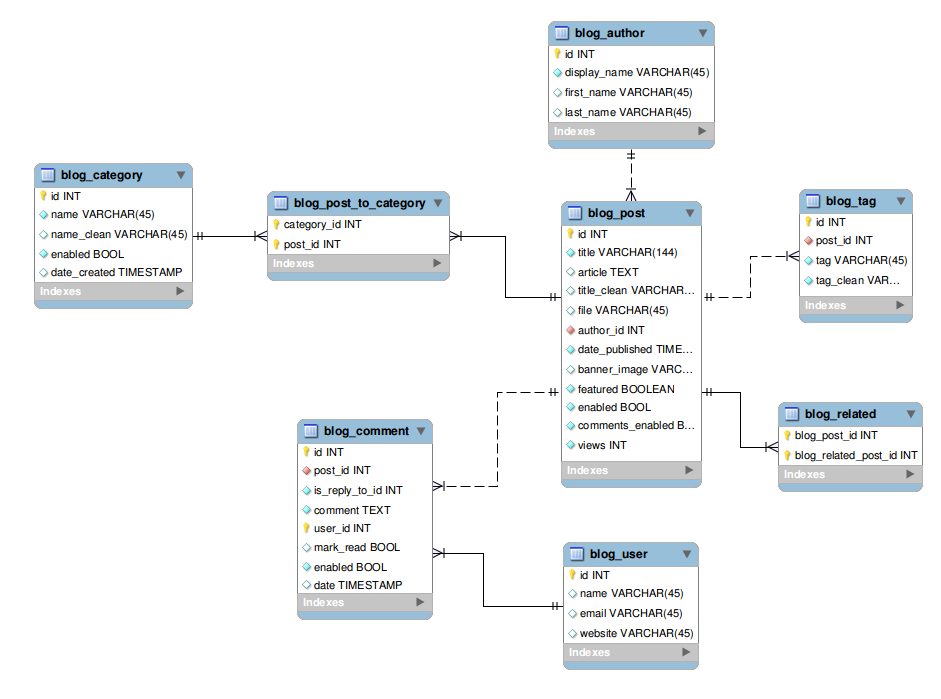 blog_author
id INT
display_name VARCHAR(45)
first_name VARCHAR(45)
last_name VARCHAR(45)
Indexes
blog_category
id INT
name VARCHAR(45)
name_clean VARCHAR(45)
enabled BOOL
date_created TIMESTAMP
Indexes
blog_post_to_category
category_id INT
post_id INT
Indexes
blog_post
id INT
title VARCHAR(144)
article TEXT
title_clean VARCHAR...
file VARCHAR(45)
author_id INT
date_published TIME...
banner_image VARC...
featured BOOLEAN
enabled BOOL
comments_enabled B...
views INT
Indexes
blog_tag
id INT
post_id INT
tag VARCHAR(45)
tag_clean VAR...
Indexes
blog_related
blog_post_id INT
blog_related_post_id INT
Indexes
blog_comment
id INT
post_id INT
is_reply_to_id INT
comment TEXT
user_id INT
mark_read BOOL
enabled BOOL
date TIMESTAMP
Indexes
blog_user
id INT
name VARCHAR(45)
email VARCHAR(45)
website VARCHAR(45)
Indexes